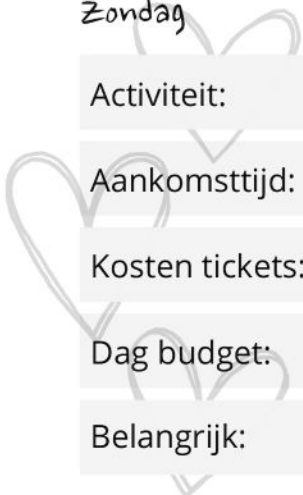 Zondag
Activiteit:
Aankomsttijd:
Kosten tickets:
Dag budget:
Belangrijk: